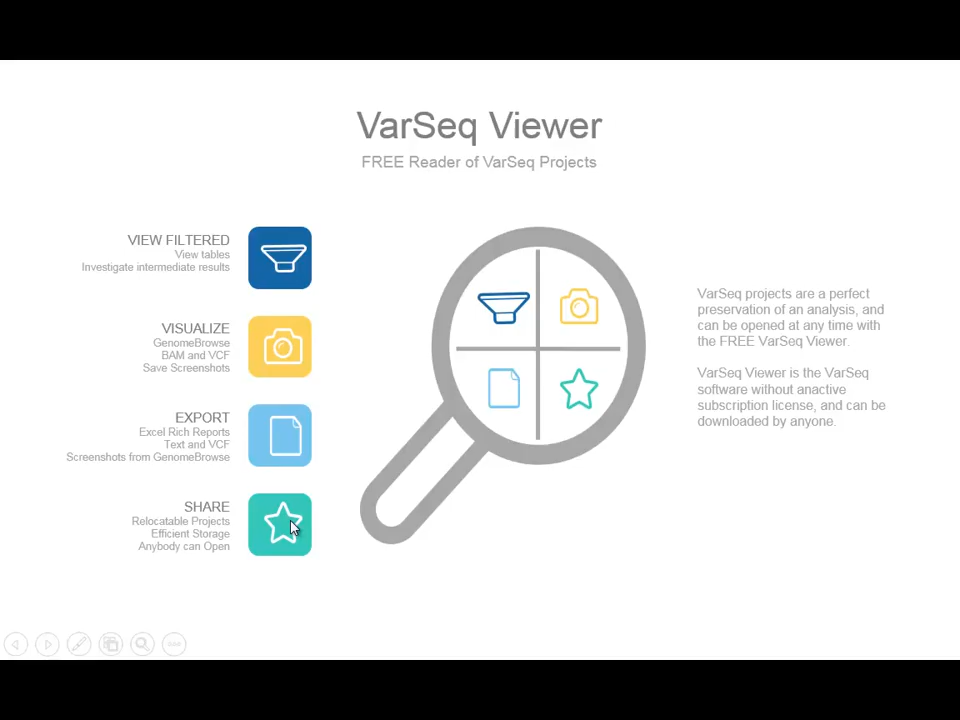 VarSeq Viewer
FREE Reader of VarSeq Projects
VIEW FILTERED
View tables
Investigate intermediate results
VISUALIZE
GenomeBrowse
BAM and VCF
Save Screenshots
EXPORT
Excel Rich Reports
Text and VCF
Screenshots from GenomeBrowse
SHARE
Relocatable Projects
Efficient Storage
Anybody can Open
VarSeq projects are a perfect
preservation of an analysis, and
can be opened at any time with
the FREE VarSeq Viewer.
VarSeq Viewer is the VarSeq
software without anactive
subscription license, and can be
downloaded by anyone.